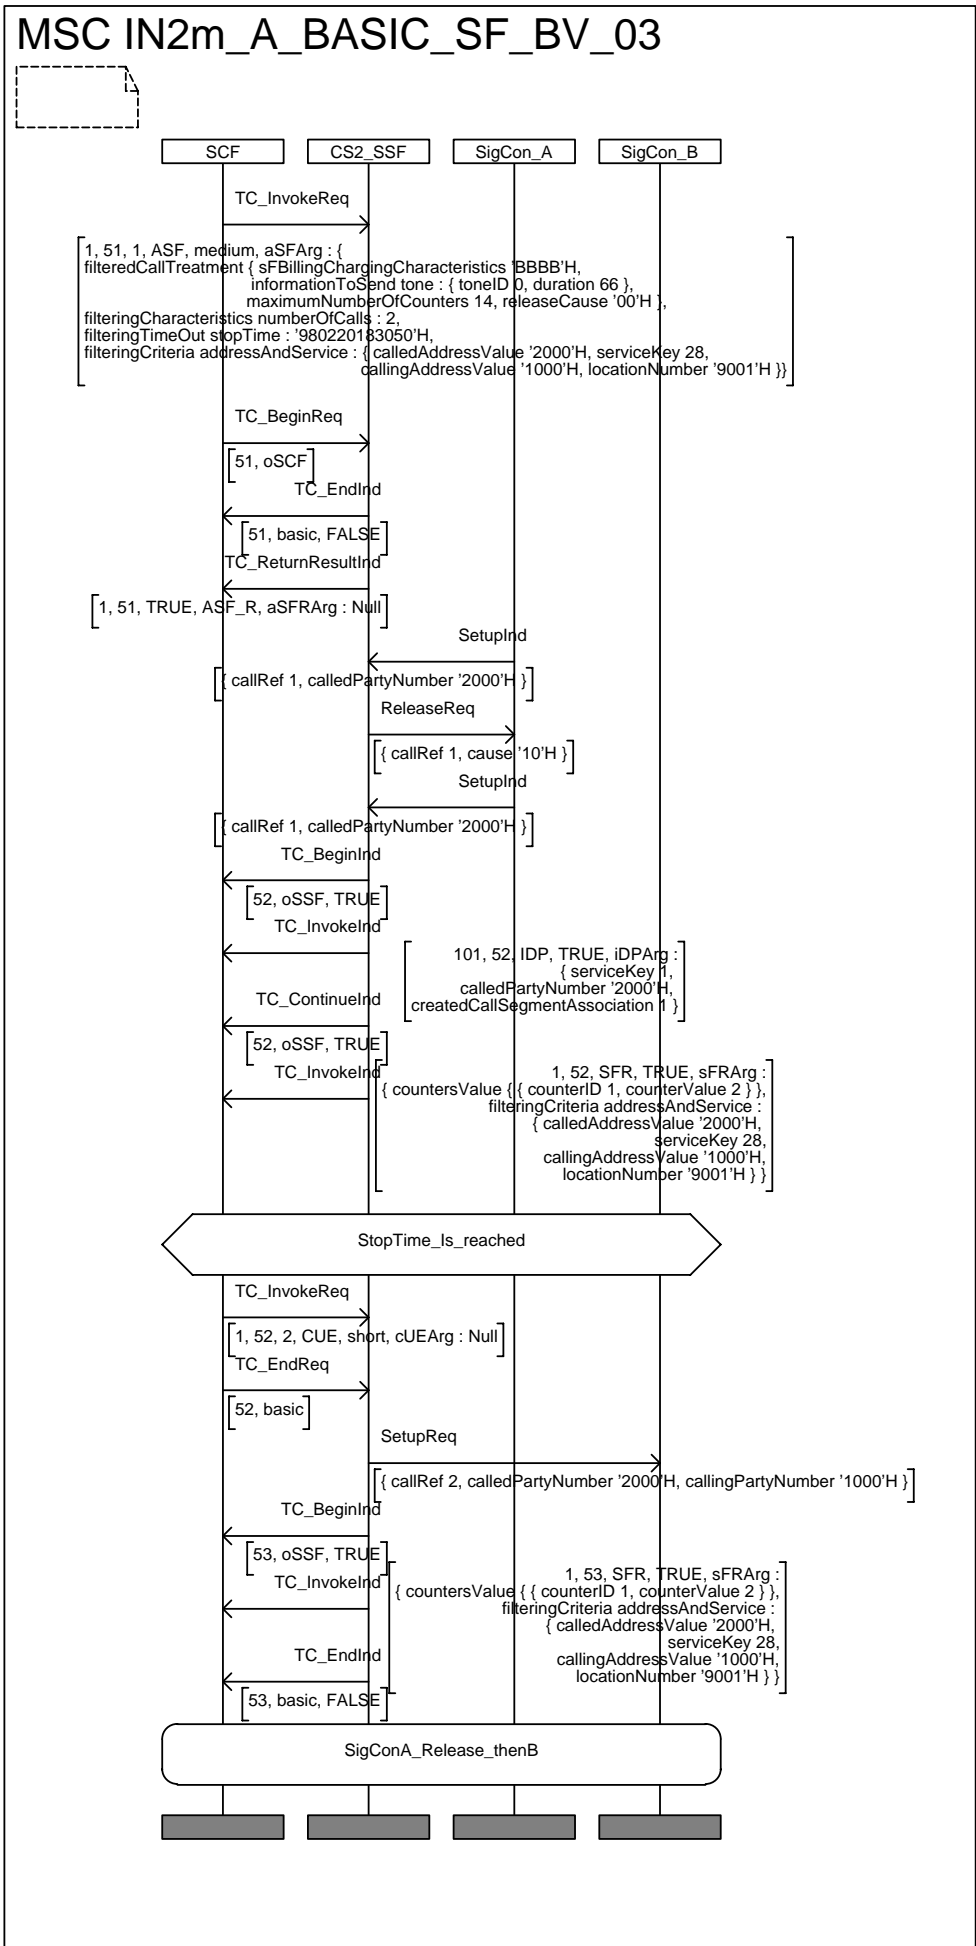 MSC IN2m_A_BASIC_SF_BV_03
SCF CS2_SSF SigCon_A SigCon_B
TC_InvokeReq
1, 51, 1, ASF, medium, aSFArg : {
filteredCallTreatment { sFBillingChargingCharacteristics 'BBBB'H,
informationToSend tone : { toneID 0, duration 66 },
maximumNumberOfCounters 14, releaseCause '00'H },
filteringCharacteristics numberOfCalls : 2,
filteringTimeOut stopTime : '980220183050'H,
filteringCriteria addressAndService : { calledAddressValue '2000'H, serviceKey 28,
callingAddressValue '1000'H, locationNumber '9001'H }}
TC_BeginReq
51, oSCF
TC_EndInd
51, basic, FALSE
TC_ReturnResultInd
1, 51, TRUE, ASF_R, aSFRArg : Null
SetupInd
{ callRef 1, calledPartyNumber '2000'H }
ReleaseReq
{ callRef 1, cause '10'H }
SetupInd
{ callRef 1, calledPartyNumber '2000'H }
TC_BeginInd
52, oSSF, TRUE
TC_InvokeInd
101, 52, IDP, TRUE, iDPArg :
{ serviceKey 1,
calledPartyNumber '2000'H,
createdCallSegmentAssociation 1 }
TC_ContinueInd
52, oSSF, TRUE
TC_InvokeInd
1, 52, SFR, TRUE, sFRArg :
{ countersValue { { counterID 1, counterValue 2 } },
filteringCriteria addressAndService :
{ calledAddressValue '2000'H,
serviceKey 28,
callingAddressValue '1000'H,
locationNumber '9001'H } }
StopTime_Is_reached
TC_InvokeReq
1, 52, 2, CUE, short, cUEArg : Null
TC_EndReq
52, basic
SetupReq
{ callRef 2, calledPartyNumber '2000'H, callingPartyNumber '1000'H }
TC_BeginInd
53, oSSF, TRUE
TC_InvokeInd
1, 53, SFR, TRUE, sFRArg :
{ countersValue { { counterID 1, counterValue 2 } },
filteringCriteria addressAndService :
{ calledAddressValue '2000'H,
serviceKey 28,
callingAddressValue '1000'H,
locationNumber '9001'H } }
TC_EndInd
53, basic, FALSE
SigConA_Release_thenB